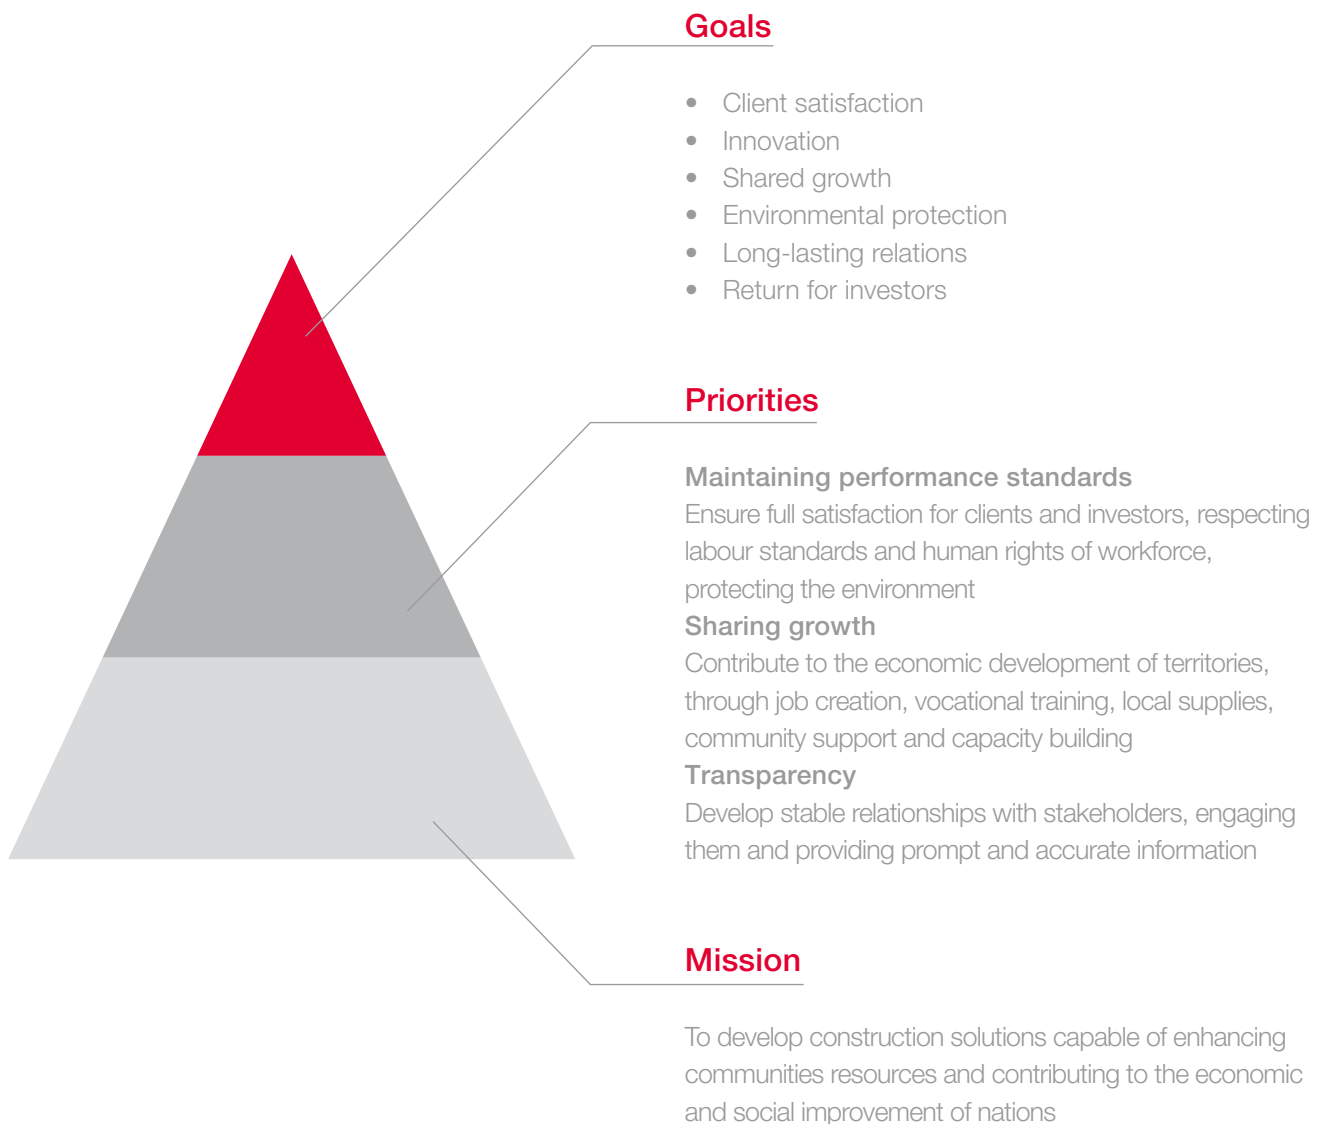 Goals
• Client satisfaction
• Innovation
• Shared growth
• Environmental protection
• Long-lasting relations
• Return for investors
Priorities
Maintaining performance standards
Ensure full satisfaction for clients and investors, respecting
labour standards and human rights of workforce,
protecting the environment
Sharing growth
Contribute to the economic development of territories,
through job creation, vocational training, local supplies,
community support and capacity building
Transparency
Develop stable relationships with stakeholders, engaging
them and providing prompt and accurate information
Mission
To develop construction solutions capable of enhancing
communities resources and contributing to the economic
and social improvement of nations